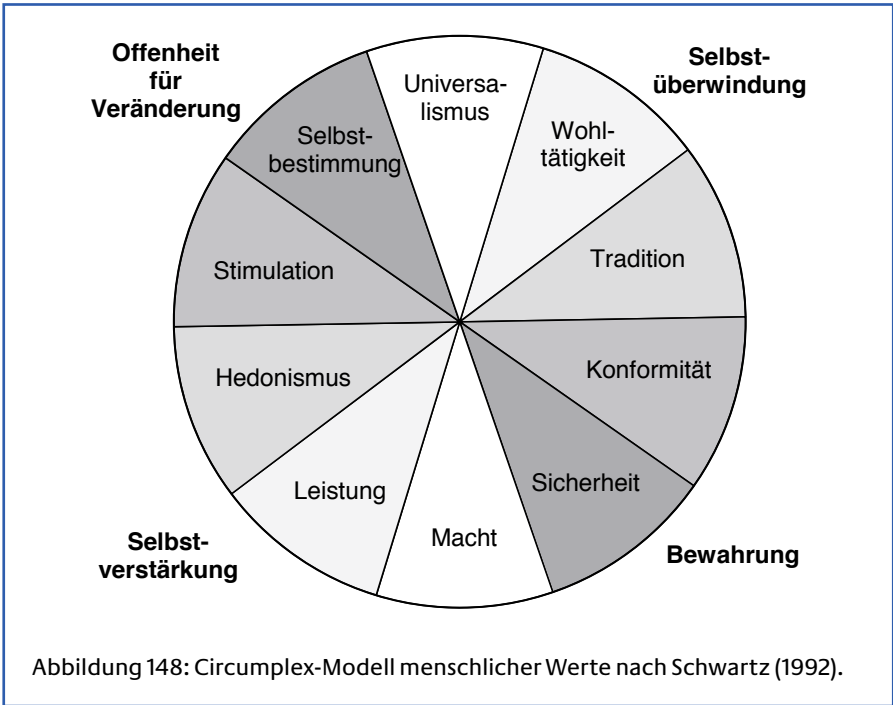 Offenheit
für
Veränderung
Selbst-
überwindung
Universa-
lismus
Wohl-
tätigkeit
Selbst-
bestimmung
Tradition
Stimulation
Konformität
Hedonismus
Sicherheit
Leistung
Macht
Selbst-
verstärkung
Bewahrung
Abbildung 148: Circumplex-Modell menschlicher Werte nach Schwartz (1992).